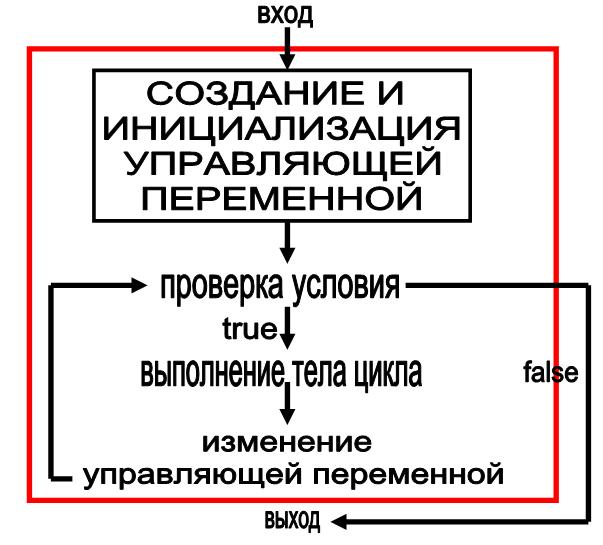 вход
СОЗДАНИЕ И
ИНИЦИАЛИЗАЦИЯ
УПРАВЛЯЮЩЕЙ
ПЕРЕМЕННОЙ
проверка условия
true
выполнение тела цикла
false
изменение
управляющей переменной
выход